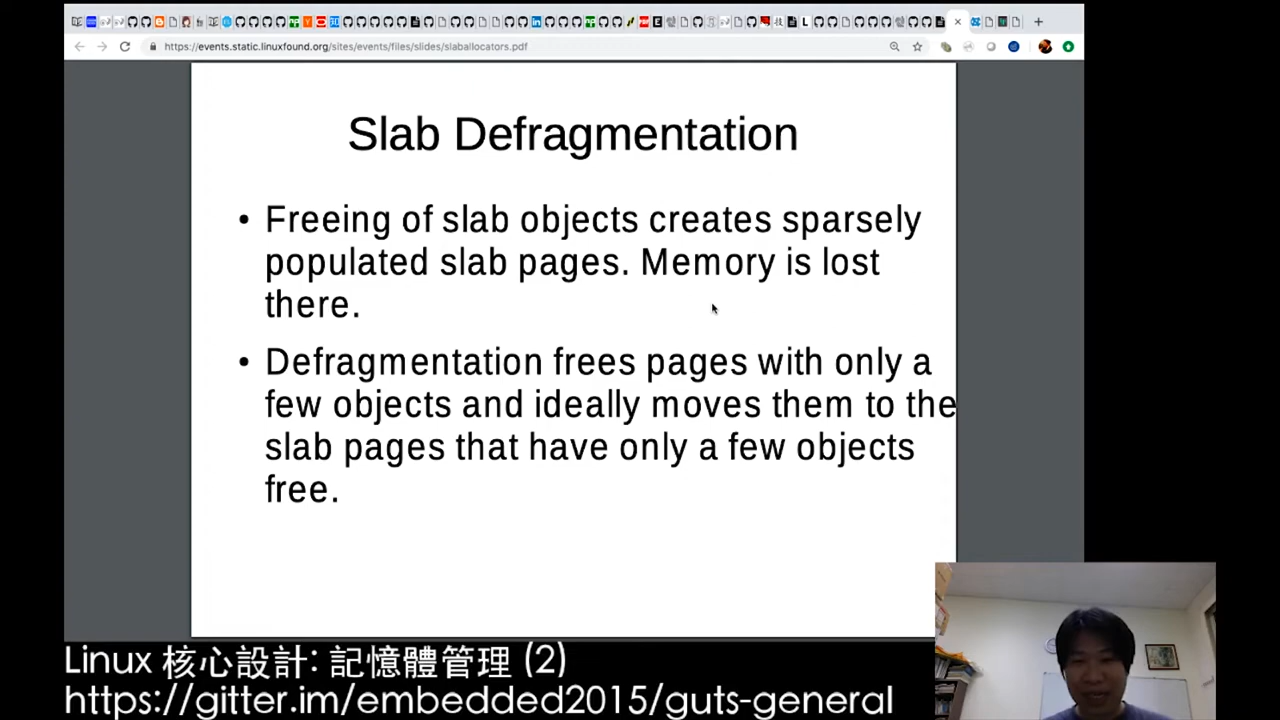 https://events.static.linuxfound.org/sites/events/files/slides/slaballocators.pdf
Slab Defragmentation
• Freeing of slab objects creates sparsely
populated slab pages. Memory is lost
there.
• Defragmentation frees pages with only a
few objects and ideally moves them to the
slab pages that have only a few objects
free.
Linux 核心設計: 記憶體管理 (2)
https://gitter.im/embedded2015/guts-general